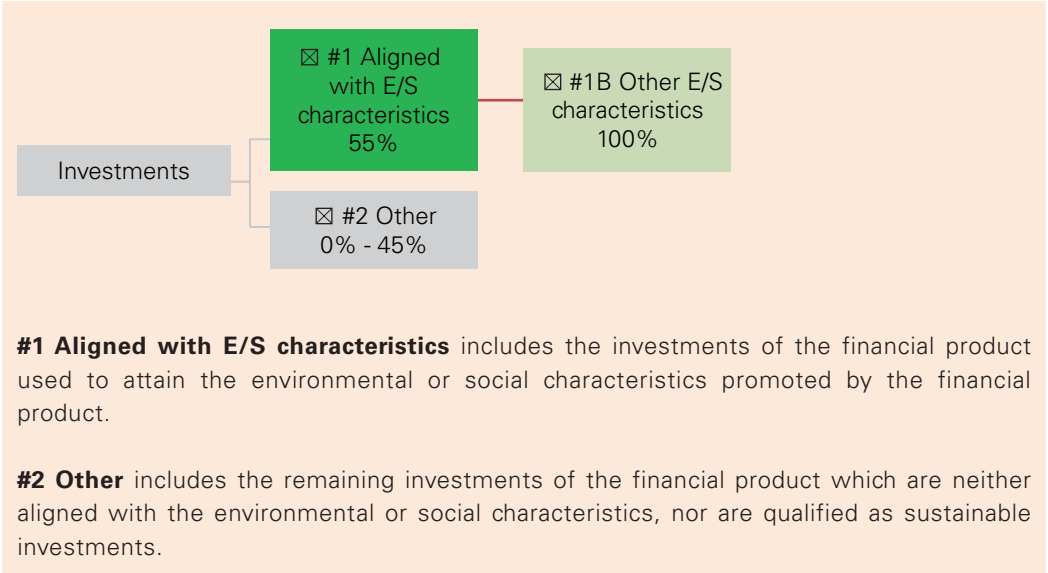 ☒ #1 Aligned
with E/S
characteristics
55%
☒ #1B Other E/S
characteristics
100%
Investments
☒ #2 Other
0% - 45%
#1 Aligned with E/S characteristics includes the investments of the financial product
used to attain the environmental or social characteristics promoted by the financial
product.
#2 Other includes the remaining investments of the financial product which are neither
aligned with the environmental or social characteristics, nor are qualified as sustainable
investments.